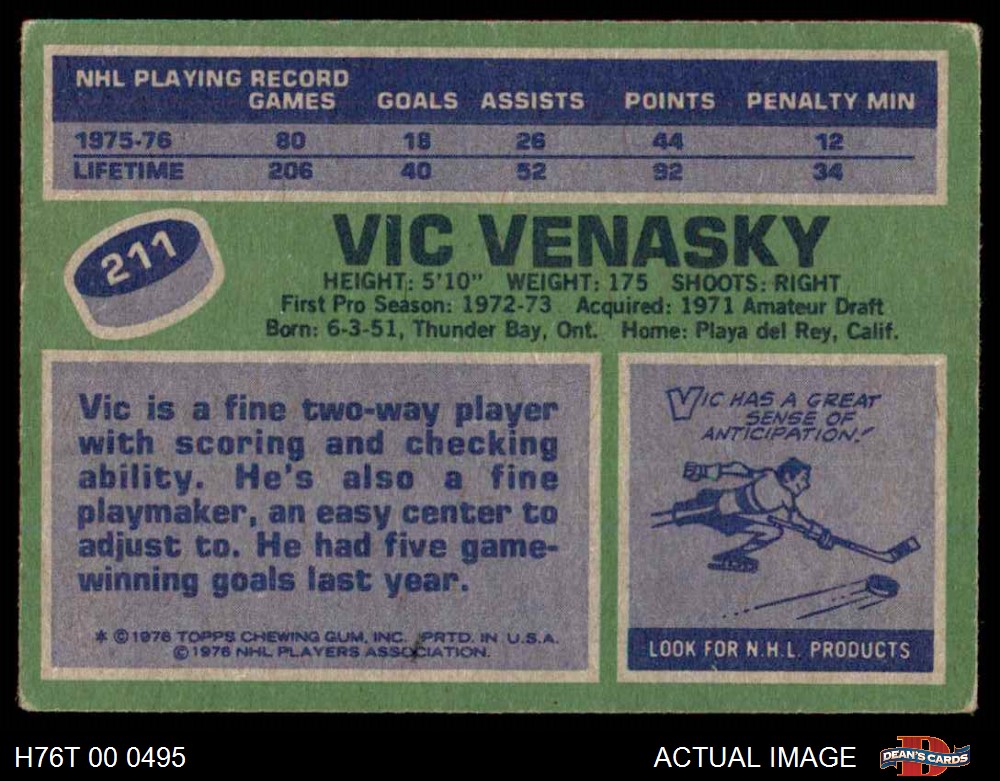 NHL PLAYING RECORD
GAMES GOALS ASSISTS POINTS PENALTY MIN
1975-76 80 18 26 44 12
LIFETIME 206 40 52 92 34
211
VIC VENASKY
HEIGHT: 5'10" WEIGHT: 175 SHOOTS: RIGHT
First Pro Season: 1972-73 Acquired: 1971 Amateur Draft
Born: 6-3-51, Thunder Bay, Ont. Home: Playa del Rey, Calif.
Vic is a fine two-way player
with scoring and checking
ability. He's also a fine
playmaker, an easy center to
adjust to. He had five game-
winning goals last year.
* ©1976 TOPPS CHEWING GUM, INC. PRTD. IN U.S.A.
©1976 NHL PLAYERS ASSOCIATION.
VIC HAS A GREAT
SENSE OF
ANTICIPATION!
LOOK FOR N.H.L. PRODUCTS
H76T 00 0495
ACTUAL IMAGE
D
DEAN'S CARDS